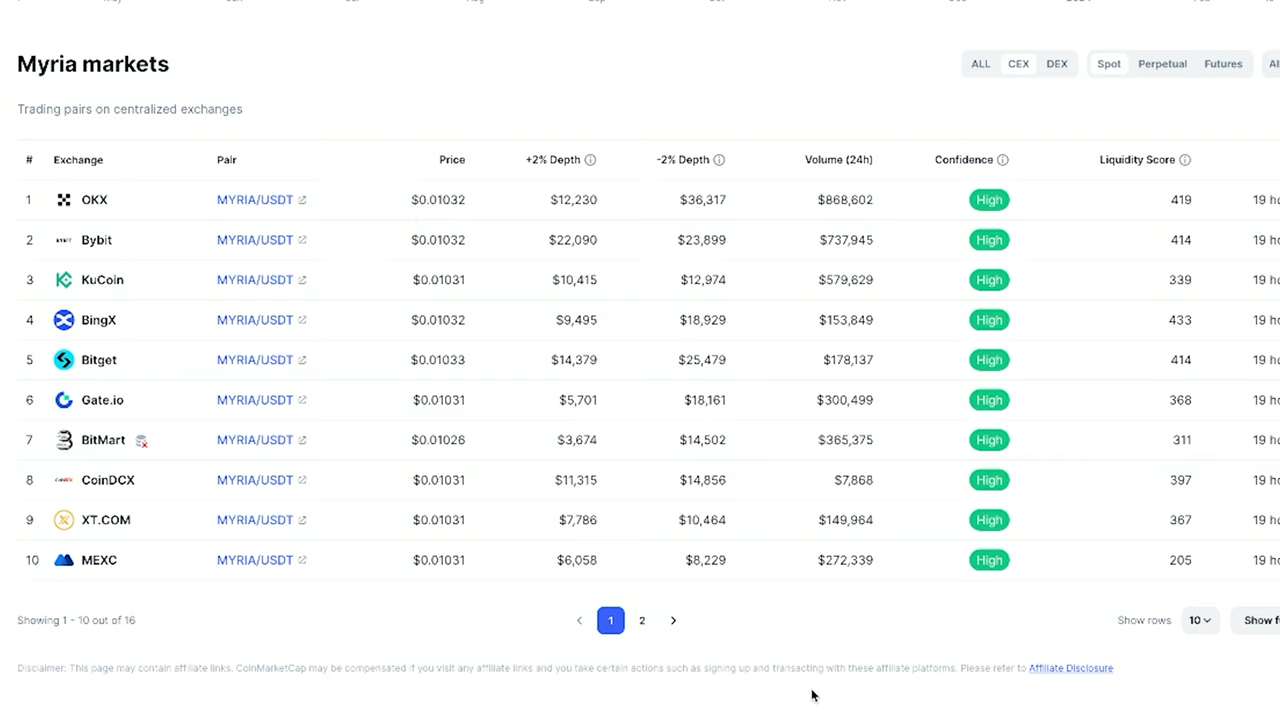 Myria markets
ALL CEX DEX Spot Perpetual Futures
Trading pairs on centralized exchanges
# Exchange Pair Price +2% Depth -2% Depth Volume (24h) Confidence Liquidity Score
1 OKX MYRIA/USDT $0.01032 $12,230 $36,317 $868,602 High 419 19
2 Bybit MYRIA/USDT $0.01032 $22,090 $23,899 $737,945 High 414 19
3 KuCoin MYRIA/USDT $0.01031 $10,415 $12,974 $579,629 High 339 19
4 BingX MYRIA/USDT $0.01032 $9,495 $18,929 $153,849 High 433 19
5 Bitget MYRIA/USDT $0.01033 $14,379 $25,479 $178,137 High 414 19
6 Gate.io MYRIA/USDT $0.01031 $5,701 $18,161 $300,499 High 368 19
7 BitMart MYRIA/USDT $0.01026 $3,674 $14,502 $365,375 High 311 19
8 CoinDCX MYRIA/USDT $0.01031 $11,315 $14,856 $7,868 High 397 19
9 XT.COM MYRIA/USDT $0.01031 $7,786 $10,464 $149,964 High 367 19
10 MEXC MYRIA/USDT $0.01031 $6,058 $8,229 $272,339 High 205 19
Showing 1 - 10 out of 16 1 2 Show rows 10 Show
Disclaimer: This page may contain affiliate links. CoinMarketCap may be compensated if you visit any affiliate links and you take certain actions such as signing up and transacting with these affiliate platforms. Please refer to Affiliate Disclosure